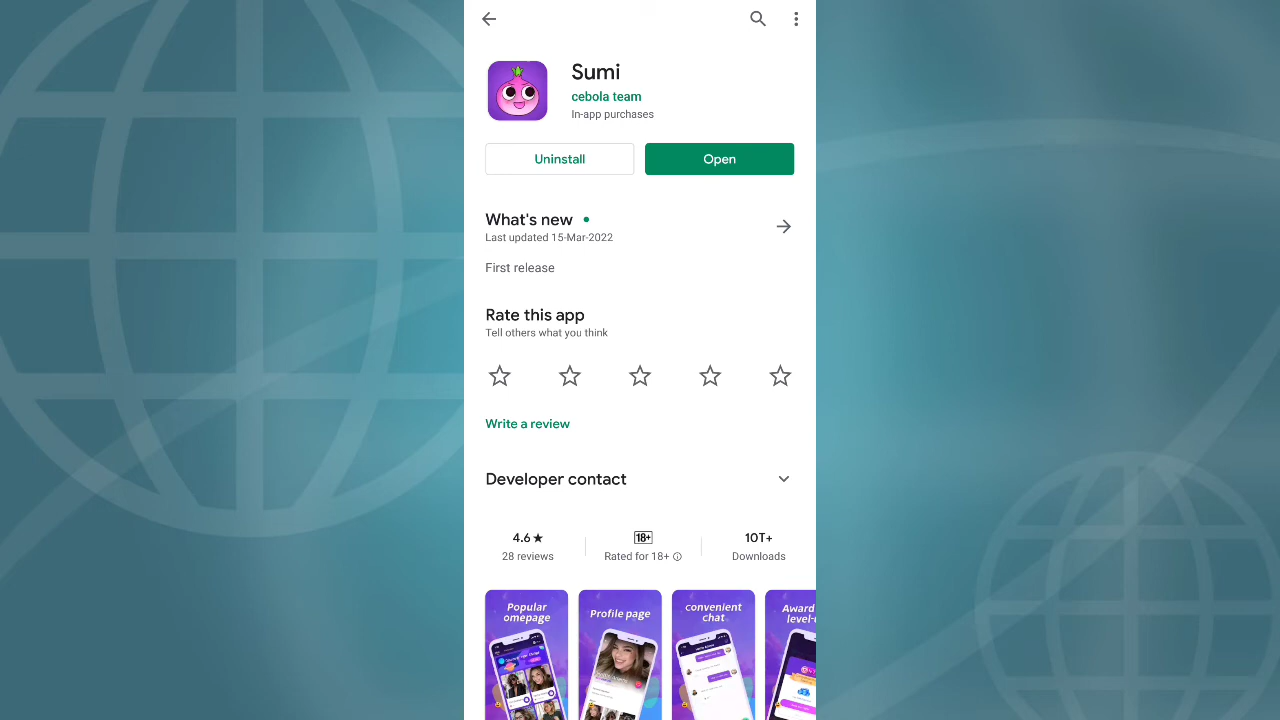 Sumi
cebola team
In-app purchases
Uninstall
Open
What's new
Last updated 15-Mar-2022
First release
Rate this app
Tell others what you think
Write a review
Developer contact
4.6★
18+
10T+
28 reviews
Rated for 18+
Downloads
Popular
omepage
Profile page
convenient
chat
Award
level-